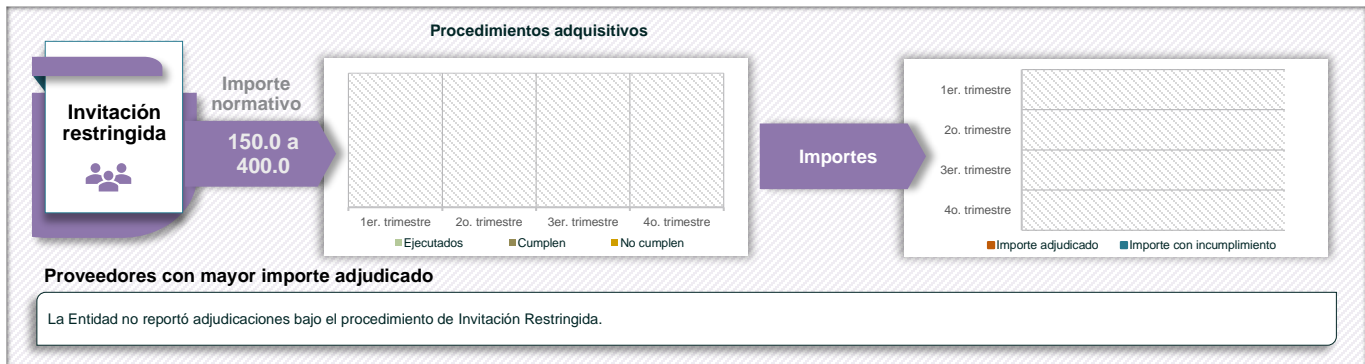 Procedimientos adquisitivos
Invitación
restringida
Importe
normativo
150.0 a
400.0
1er. trimestre
2o. trimestre
3er. trimestre
4o. trimestre
Ejecutados
Cumplen
No cumplen
Importes
1er. trimestre
2o. trimestre
3er. trimestre
4o. trimestre
Importe adjudicado
Importe con incumplimiento
Proveedores con mayor importe adjudicado
La Entidad no reportó adjudicaciones bajo el procedimiento de Invitación Restringida.